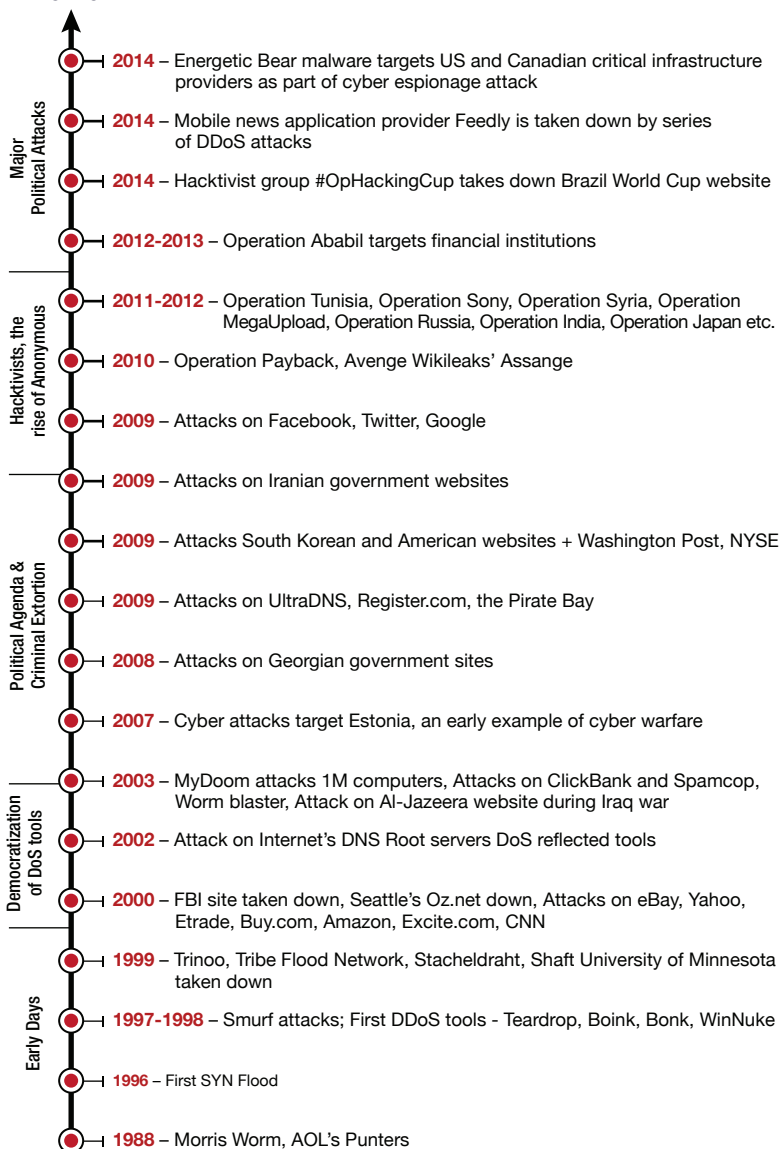 2014 – Energetic Bear malware targets US and Canadian critical infrastructure
providers as part of cyber espionage attack
2014 – Mobile news application provider Feedly is taken down by series
of DDoS attacks
2014 – Hacktivist group #OpHackingCup takes down Brazil World Cup website
2012-2013 – Operation Ababil targets financial institutions
Major
Political Attacks
2011-2012 – Operation Tunisia, Operation Sony, Operation Syria, Operation
MegaUpload, Operation Russia, Operation India, Operation Japan etc.
2010 – Operation Payback, Avenge Wikileaks’ Assange
2009 – Attacks on Facebook, Twitter, Google
Hacktivists, the
rise of Anonymous
2009 – Attacks on Iranian government websites
2009 – Attacks South Korean and American websites + Washington Post, NYSE
2009 – Attacks on UltraDNS, Register.com, the Pirate Bay
2008 – Attacks on Georgian government sites
2007 – Cyber attacks target Estonia, an early example of cyber warfare
Political Agenda &
Criminal Extortion
2003 – MyDoom attacks 1M computers, Attacks on ClickBank and Spamcop,
Worm blaster, Attack on Al-Jazeera website during Iraq war
2002 – Attack on Internet’s DNS Root servers DoS reflected tools
2000 – FBI site taken down, Seattle’s Oz.net down, Attacks on eBay, Yahoo,
Etrade, Buy.com, Amazon, Excite.com, CNN
Democratization
of DoS tools
1999 – Trinoo, Tribe Flood Network, Stacheldraht, Shaft University of Minnesota
taken down
1997-1998 – Smurf attacks; First DDoS tools - Teardrop, Boink, Bonk, WinNuke
1996 – First SYN Flood
1988 – Morris Worm, AOL’s Punters
Early Days